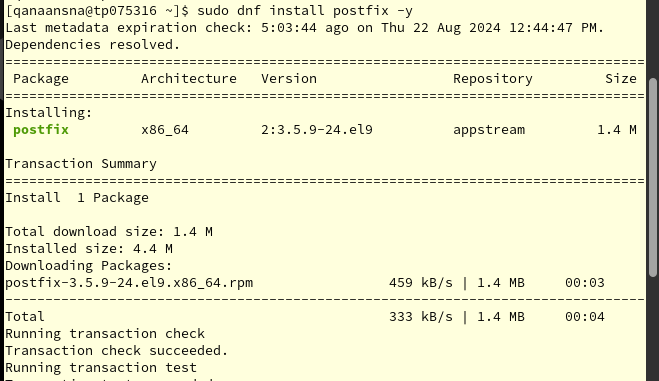 [qanaansna@tp075316 ~]$ sudo dnf install postfix -y
Last metadata expiration check: 5:03:44 ago on Thu 22 Aug 2024 12:44:47 PM.
Dependencies resolved.
================================================================================
 Package         Architecture   Version                 Repository         Size
================================================================================
Installing:
 postfix         x86_64         2:3.5.9-24.el9          appstream         1.4 M

Transaction Summary
================================================================================
Install  1 Package

Total download size: 1.4 M
Installed size: 4.4 M
Downloading Packages:
postfix-3.5.9-24.el9.x86_64.rpm                 459 kB/s | 1.4 MB     00:03
--------------------------------------------------------------------------------
Total                                           333 kB/s | 1.4 MB     00:04
Running transaction check
Transaction check succeeded.
Running transaction test